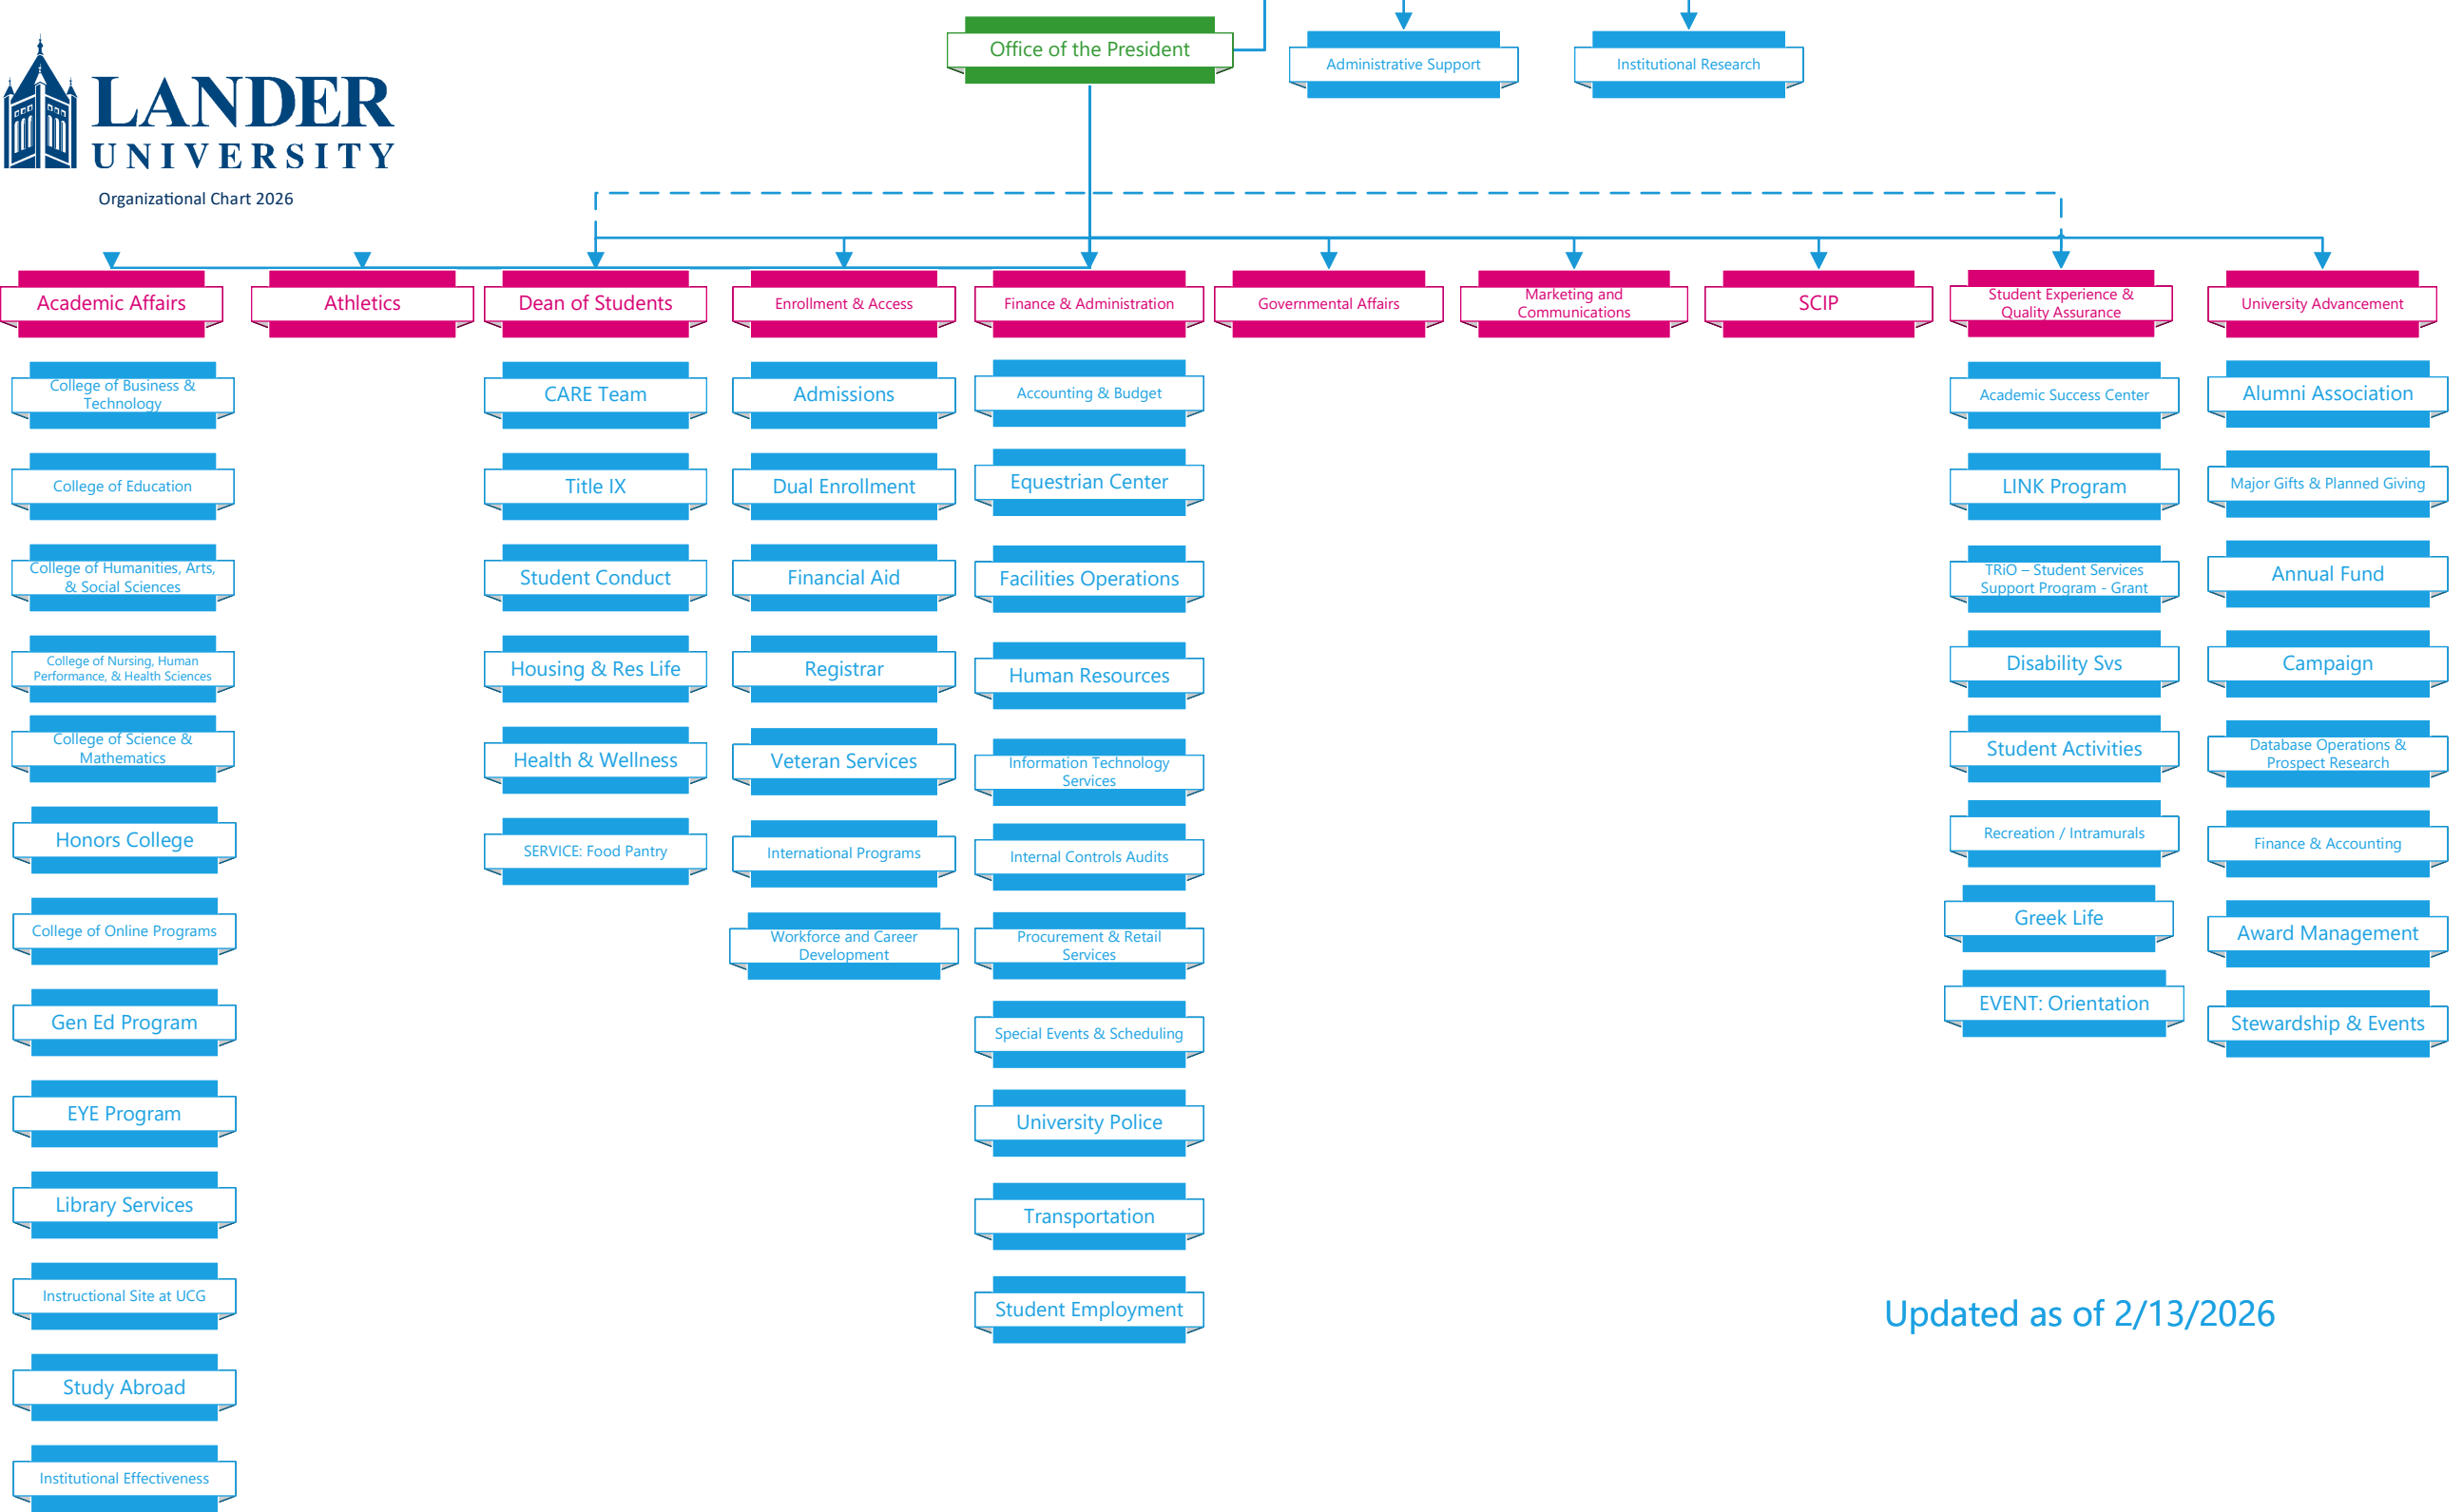 Office of the President
Administrative Support
Institutional Research
LANDER
UNIVERSITY
Organizational Chart 2026
Academic Affairs
Athletics
Dean of Students
Enrollment & Access
Finance & Administration
Governmental Affairs
Marketing and
Communications
SCIP
Student Experience &
Quality Assurance
University Advancement
College of Business &
Technology
College of Education
College of Humanities, Arts,
& Social Sciences
College of Nursing, Human
Performance, & Health Sciences
College of Science &
Mathematics
Honors College
College of Online Programs
Gen Ed Program
EYE Program
Library Services
Instructional Site at UCG
Study Abroad
Institutional Effectiveness
CARE Team
Title IX
Student Conduct
Housing & Res Life
Health & Wellness
SERVICE: Food Pantry
Admissions
Dual Enrollment
Financial Aid
Registrar
Veteran Services
International Programs
Workforce and Career
Development
Accounting & Budget
Equestrian Center
Facilities Operations
Human Resources
Information Technology
Services
Internal Controls Audits
Procurement & Retail
Services
Special Events & Scheduling
University Police
Transportation
Student Employment
Academic Success Center
LINK Program
TRiO – Student Services
Support Program - Grant
Disability Svs
Student Activities
Recreation / Intramurals
Greek Life
EVENT: Orientation
Alumni Association
Major Gifts & Planned Giving
Annual Fund
Campaign
Database Operations &
Prospect Research
Finance & Accounting
Award Management
Stewardship & Events
Updated as of 2/13/2026